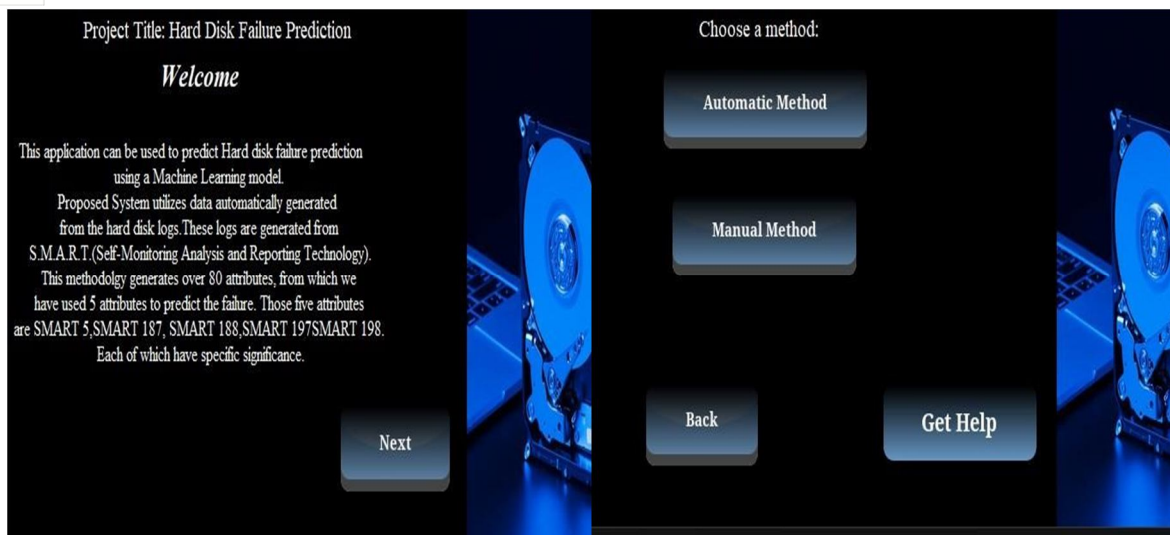 Project Title: Hard Disk Failure Prediction
Welcome
This application can be used to predict Hard disk failure prediction
using a Machine Learning model.
Proposed System utilizes data automatically generated
from the hard disk logs.These logs are generated from
S.M.A.R.T.(Self-Monitoring Analysis and Reporting Technology).
This methodolgy generates over 80 attributes, from which we
have used 5 attributes to predict the failure. Those five attributes
are SMART 5,SMART 187, SMART 188,SMART 197SMART 198.
Each of which have specific significance.
Next
Choose a method:
Automatic Method
Manual Method
Back
Get Help